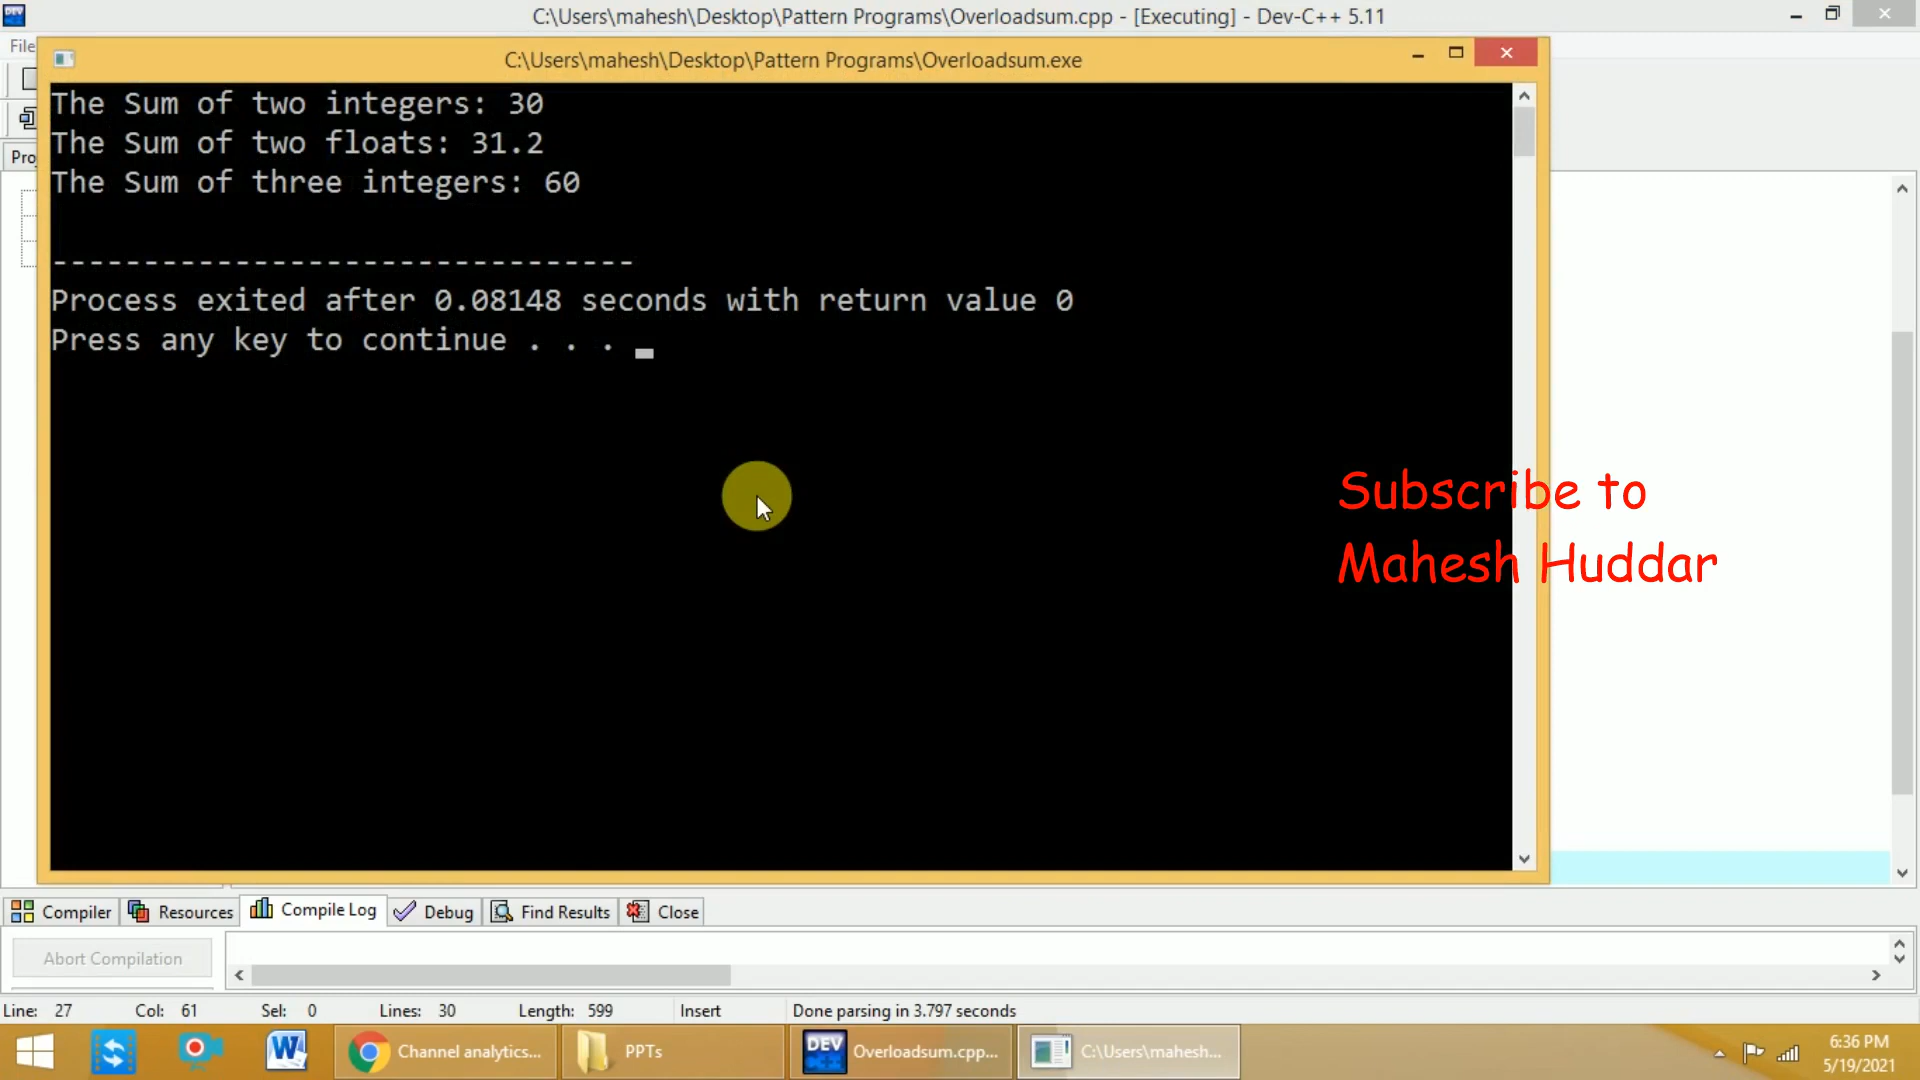 C:\Users\mahesh\Desktop\Pattern Programs\Overloadsum.cpp - [Executing] - Dev-C++ 5.11
File
C:\Users\mahesh\Desktop\Pattern Programs\Overloadsum.exe
The Sum of two integers: 30
The Sum of two floats: 31.2
The Sum of three integers: 60
--------------------------------
Process exited after 0.08148 seconds with return value 0
Press any key to continue . . .
Subscribe to
Mahesh Huddar
Compiler Resources Compile Log Debug Find Results Close
Abort Compilation
Line: 27 Col: 61 Sel: 0 Lines: 30 Length: 599 Insert Done parsing in 3.797 seconds
Channel analytics... PPTs DEV Overloadsum.cpp... C:\Users\mahesh...
6:36 PM
5/19/2021